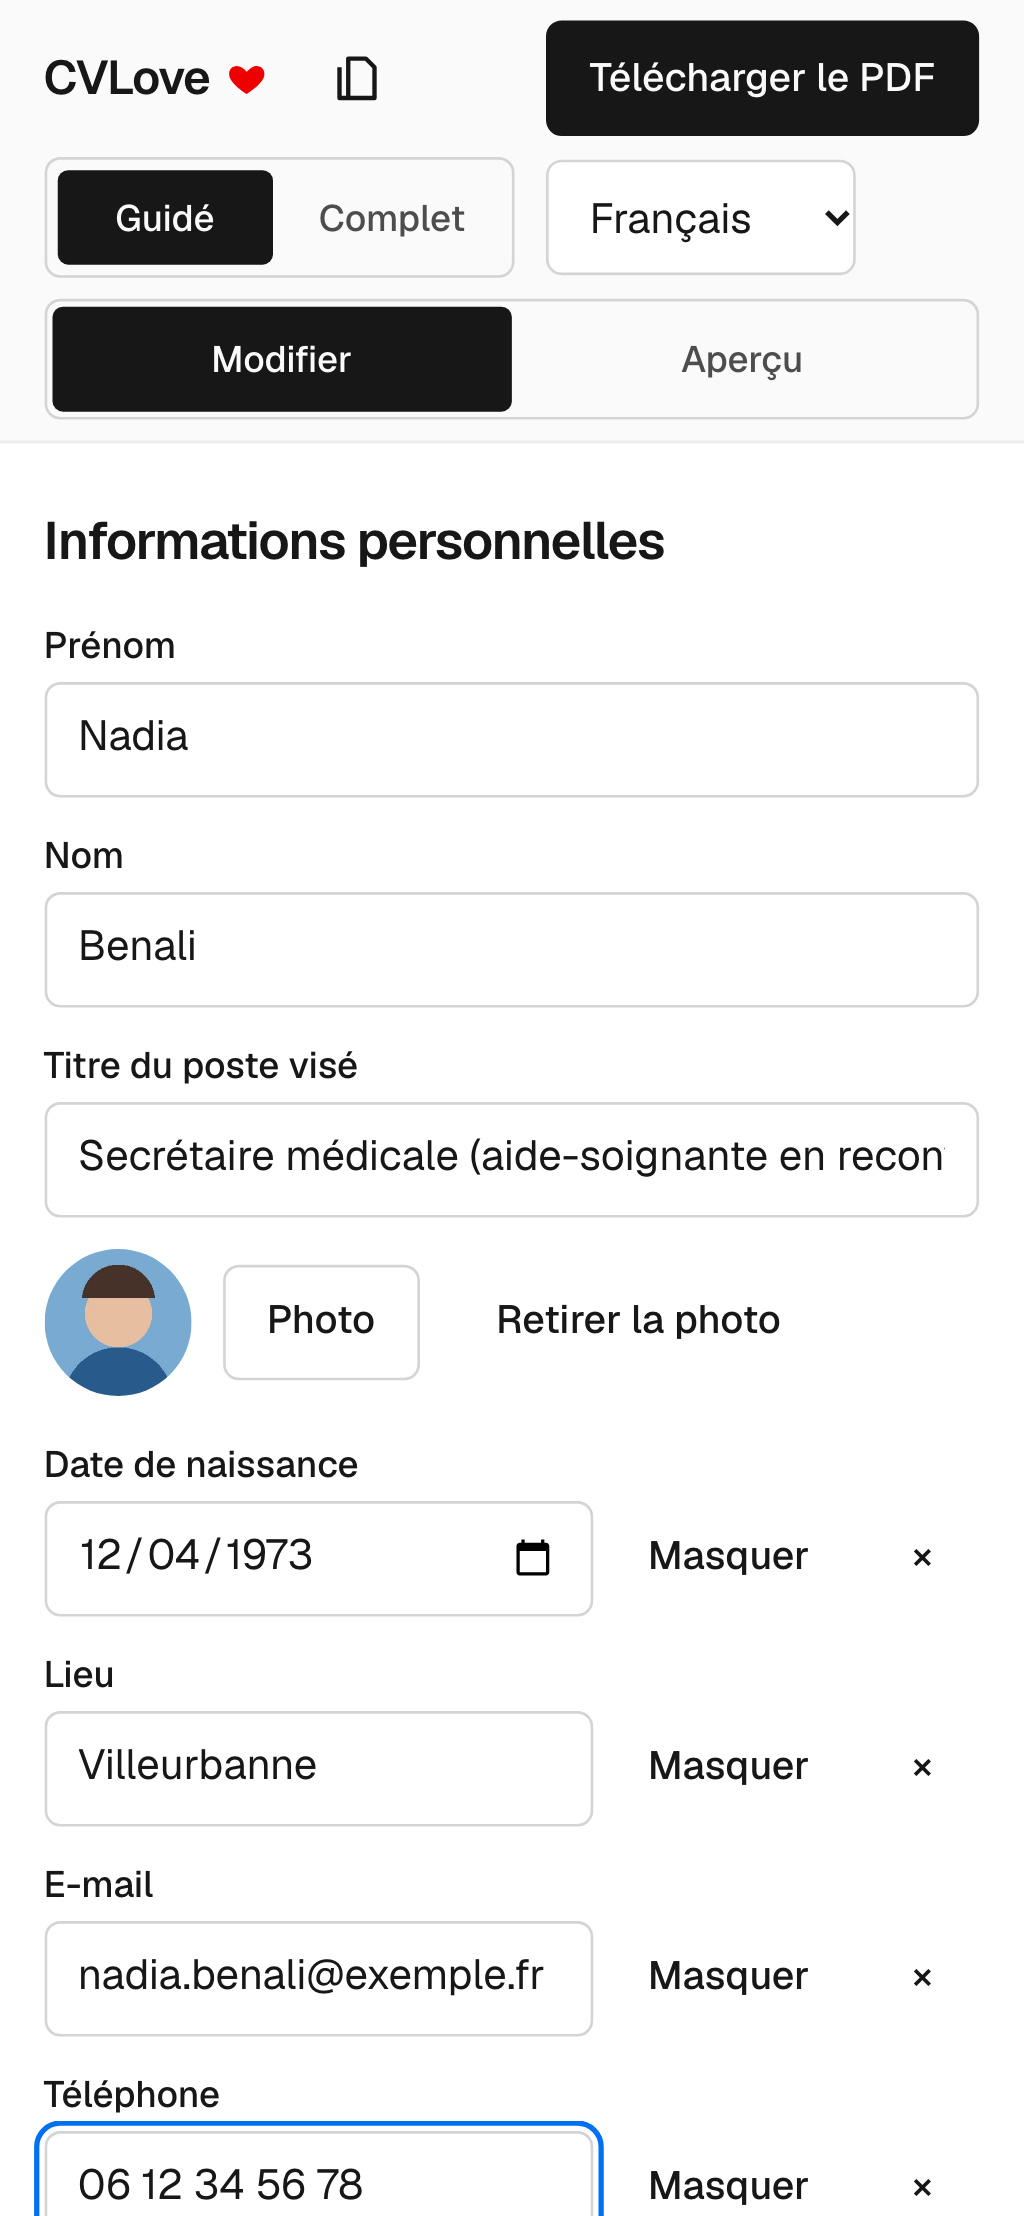 CVLove
Télécharger le PDF
Guidé
Complet
Français
Modifier
Aperçu
Informations personnelles
Prénom
Nadia
Nom
Benali
Titre du poste visé
Secrétaire médicale (aide-soignante en
Photo
Retirer la photo
Date de naissance
12/04/1973
Masquer ×
Lieu
Villeurbanne
Masquer ×
E-mail
nadia.benali@exemple.fr
Masquer ×
Téléphone
06 12 34 56 78
Masquer ×